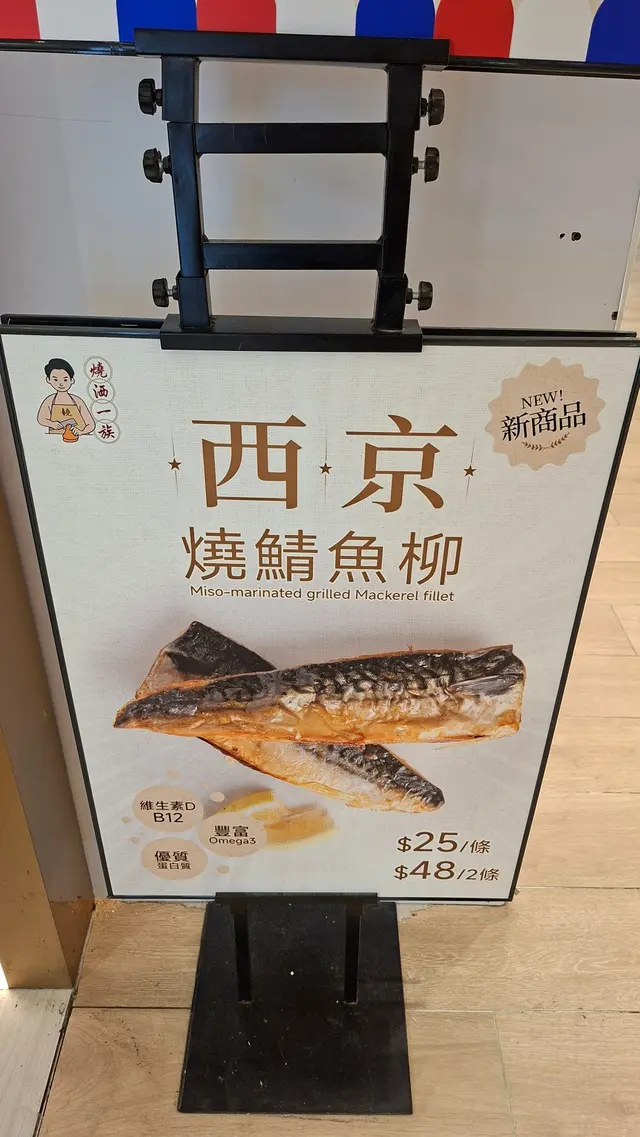 燒
酒
一
族
NEW!
新商品
西京
燒鯖魚柳
Miso-marinated grilled Mackerel fillet
維生素D
B12
豐富
Omega3
優質
蛋白質
$25/條
$48/2條